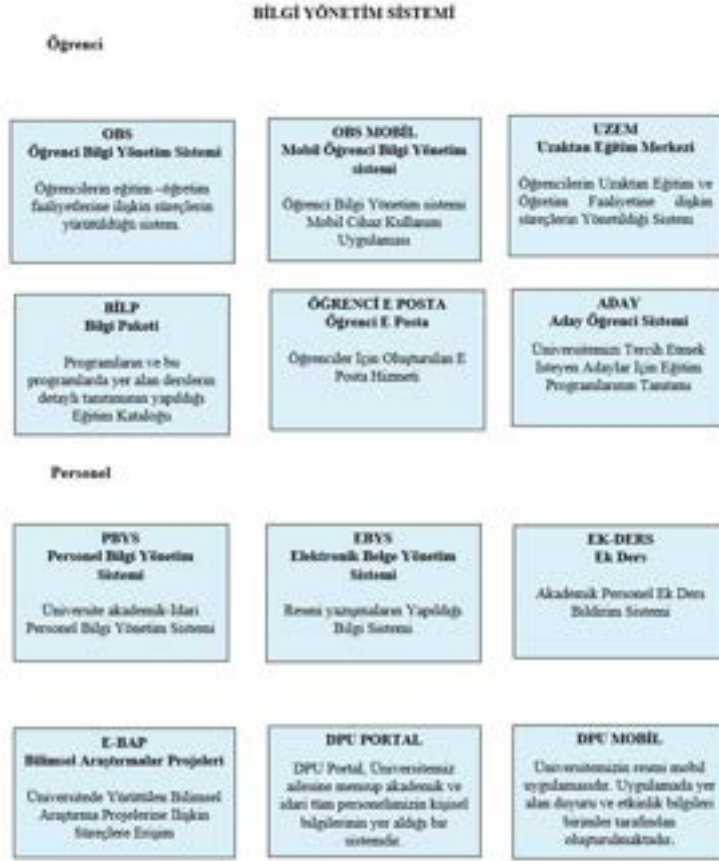 BİLGİ YÖNETİM SİSTEMİ
Öğrenci
OBS
Öğrenci Bilgi Yönetim Sistemi
Öğrencilerin eğitim –öğretim
faaliyetlerine ilişkin süreçlerin
yürütüldüğü sistem.
OBS MOBİL
Mobil Öğrenci Bilgi Yönetim
sistemi
Öğrenci Bilgi Yönetim sistemi
Mobil Cihaz Kullanım
Uygulaması
UZEM
Uzaktan Eğitim Merkezi
Öğrencilerin Uzaktan Eğitim ve
Öğretim Faaliyetine ilişkin
süreçlerin Yönetildiği Sistem
BİLP
Bilgi Paketi
Programların ve bu
programlarda yer alan derslerin
detaylı tanıtımının yapıldığı
Eğitim Kataloğu
ÖĞRENCİ E POSTA
Öğrenci E Posta
Öğrenciler İçin Oluşturulan E
Posta Hizmeti
ADAY
Aday Öğrenci Sistemi
Üniversitemizi Tercih Etmek
İsteyen Adaylar İçin Eğitim
Programlarının Tanıtımı
Personel
PBYS
Personel Bilgi Yönetim
Sistemi
Üniversite akademik-İdari
Personel Bilgi Yönetim Sistemi
EBYS
Elektronik Belge Yönetim
Sistemi
Resmi yazışmaların Yapıldığı
Bilgi Sistemi
EK-DERS
Ek Ders
Akademik Personel Ek Ders
Bildirim Sistemi
E-BAP
Bilimsel Araştırmalar Projeleri
Üniversitede Yürütülen Bilimsel
Araştırma Projelerine İlişkin
Süreçlere Erişim
DPU PORTAL
DPU Portal, Üniversitemiz
ailesine mensup akademik ve
idari tüm personelimizin kişisel
bilgilerinin yer aldığı bir
sistemdir.
DPU MOBİL
Üniversitemizin resmi mobil
uygulamasıdır. Uygulamada yer
alan duyuru ve etkinlik bilgileri
birimler tarafından
oluşturulmaktadır.